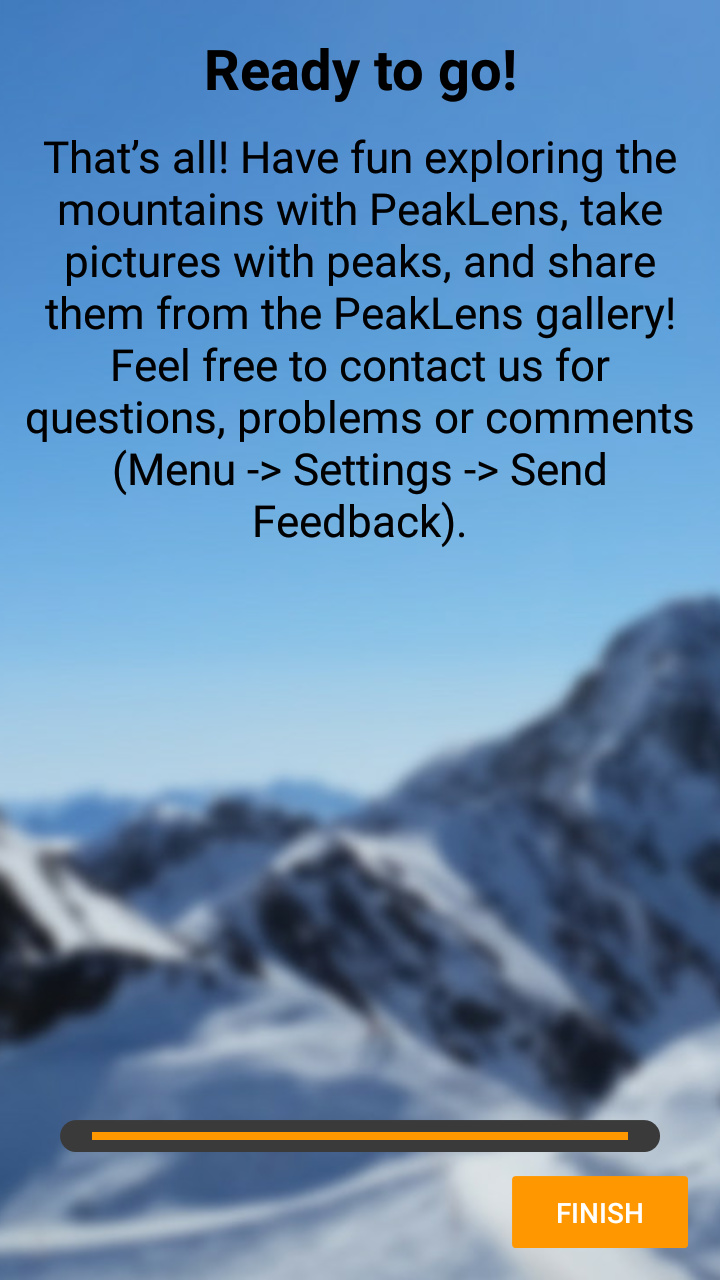 Ready to go!
That’s all! Have fun exploring the
mountains with PeakLens, take
pictures with peaks, and share
them from the PeakLens gallery!
Feel free to contact us for
questions, problems or comments
(Menu -> Settings -> Send
Feedback).
FINISH